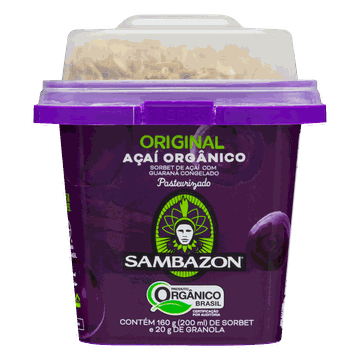 ORIGINAL
AÇAÍ ORGÂNICO
SORBET DE AÇAÍ COM
GUARANÁ CONGELADO
Pasteurizado
SAMBAZON
PRODUTO
ORGÂNICO
BRASIL
CERTIFICAÇÃO
POR AUDITORIA
CONTÉM 160 g (200 ml) DE SORBET
e 20 g DE GRANOLA